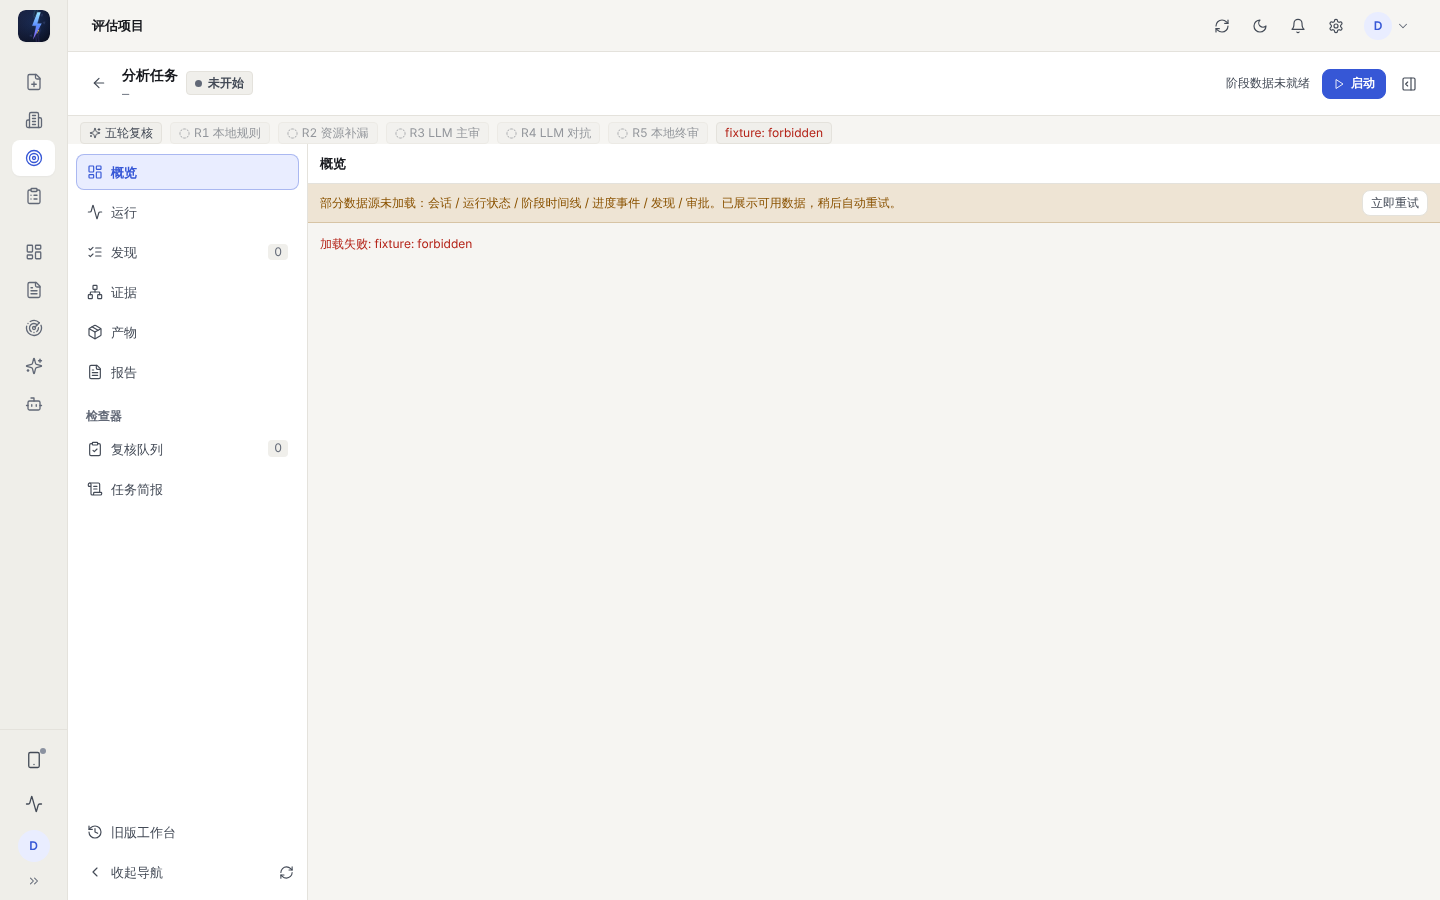 评估项目
D
分析任务
—
未开始
阶段数据未就绪
启动
五轮复核
R1 本地规则
R2 资源补漏
R3 LLM 主审
R4 LLM 对抗
R5 本地终审
fixture: forbidden
概览
运行
发现
0
证据
产物
报告
检查器
复核队列
0
任务简报
旧版工作台
收起导航
概览
部分数据源未加载：会话 / 运行状态 / 阶段时间线 / 进度事件 / 发现 / 审批。已展示可用数据，稍后自动重试。
立即重试
加载失败: fixture: forbidden
D